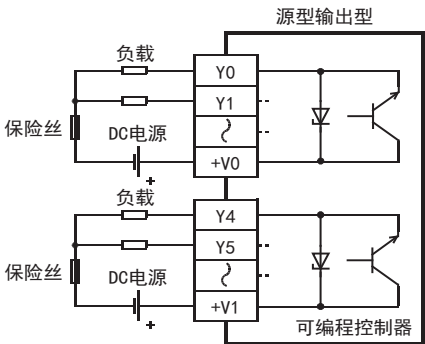 源型输出型
负载
Y0
Y1
保险丝
DC电源
+V0
+
负载
Y4
Y5
保险丝
DC电源
+V1
+
可编程控制器